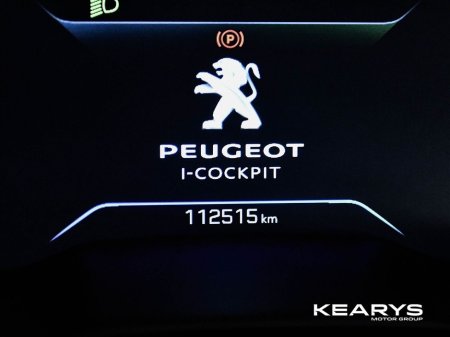 P
PEUGEOT
I-COCKPIT
112515 km
KEARYS
MOTOR GROUP